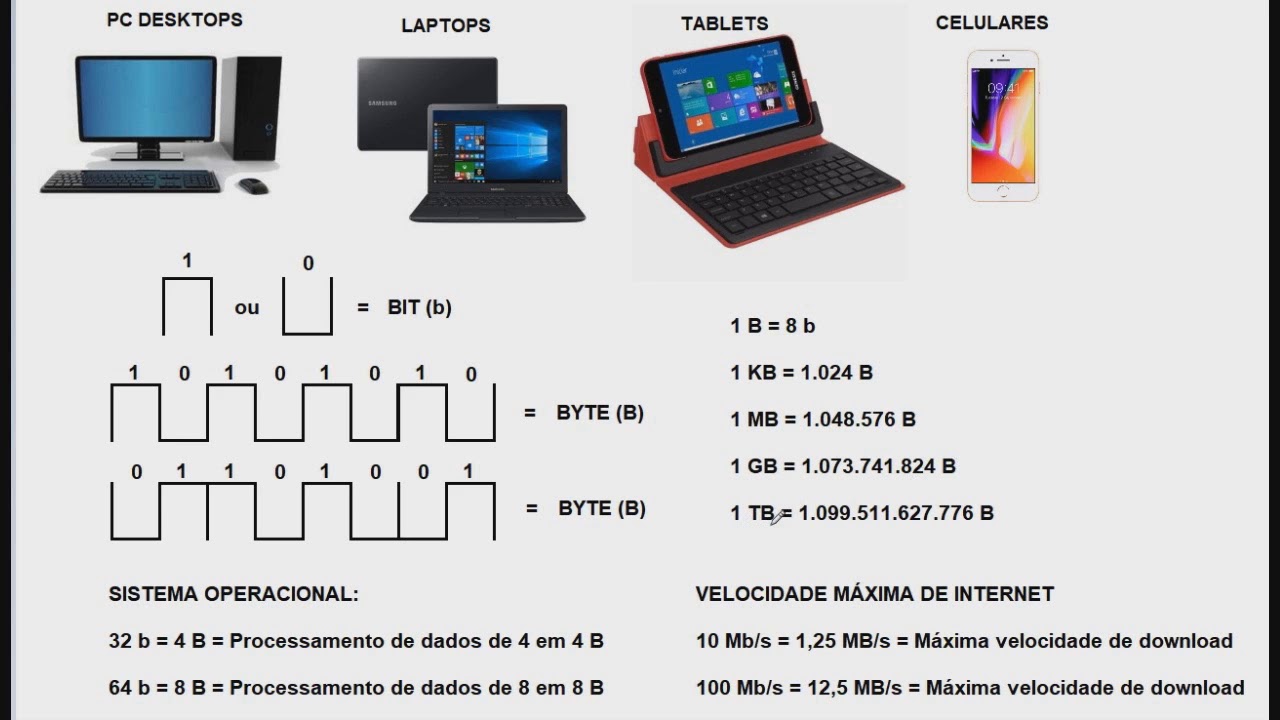 PC DESKTOPS
LAPTOPS
TABLETS
CELULARES
SAMSUNG
09:41
1
0
ou
= BIT (b)
1 0 1 0 1 0 1 0
= BYTE (B)
0 1 1 0 1 0 0 1
= BYTE (B)
1 B = 8 b
1 KB = 1.024 B
1 MB = 1.048.576 B
1 GB = 1.073.741.824 B
1 TB = 1.099.511.627.776 B
SISTEMA OPERACIONAL:
32 b = 4 B = Processamento de dados de 4 em 4 B
64 b = 8 B = Processamento de dados de 8 em 8 B
VELOCIDADE MÁXIMA DE INTERNET
10 Mb/s = 1,25 MB/s = Máxima velocidade de download
100 Mb/s = 12,5 MB/s = Máxima velocidade de download